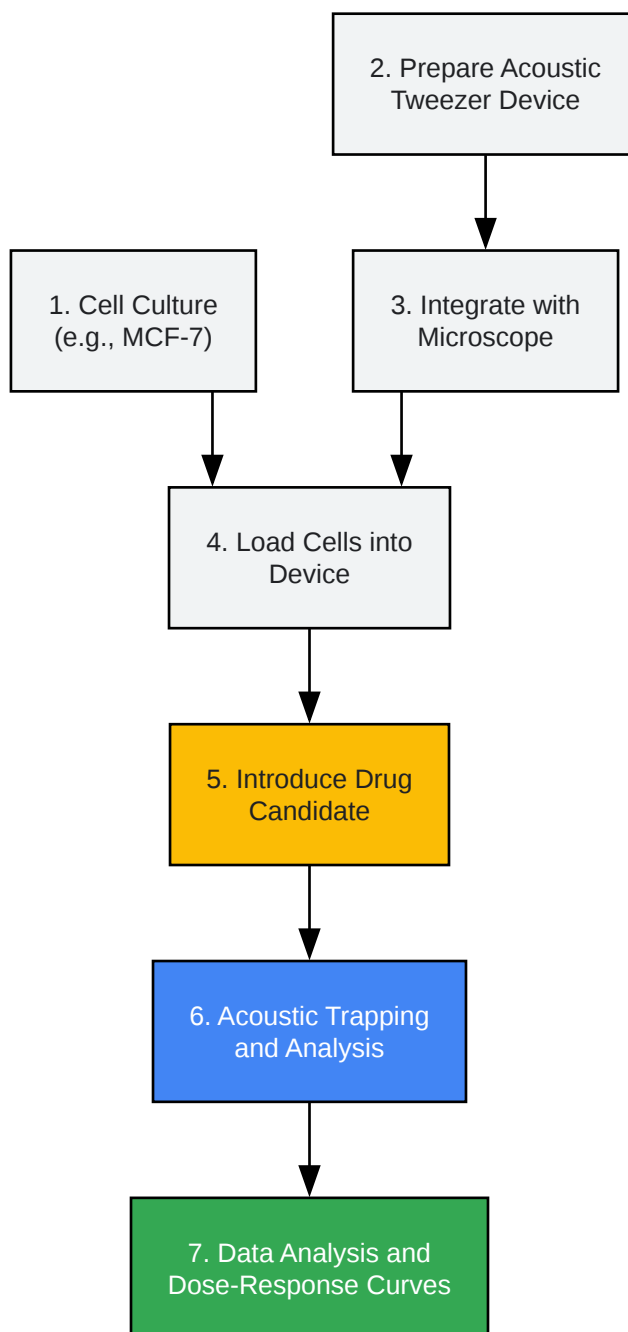 2. Prepare Acoustic
Tweezer Device
1. Cell Culture
(e.g., MCF-7)
3. Integrate with
Microscope
4. Load Cells into
Device
5. Introduce Drug
Candidate
6. Acoustic Trapping
and Analysis
7. Data Analysis and
Dose-Response Curves